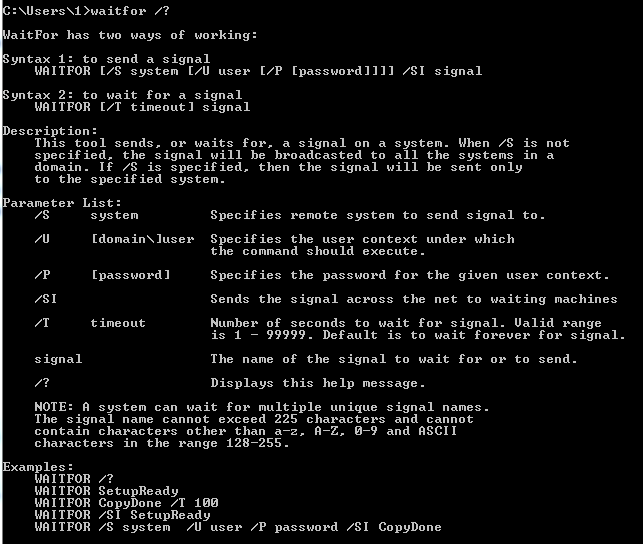 C:\Users\1>waitfor /?
WaitFor has two ways of working:
Syntax 1: to send a signal
WAITFOR [/S system [/U user [/P [password]]]] /SI signal
Syntax 2: to wait for a signal
WAITFOR [/T timeout] signal
Description:
This tool sends, or waits for, a signal on a system. When /S is not
specified, the signal will be broadcasted to all the systems in a
domain. If /S is specified, then the signal will be sent only
to the specified system.
Parameter List:
/S system Specifies remote system to send signal to.
/U [domain\]user Specifies the user context under which
the command should execute.
/P [password] Specifies the password for the given user context.
/SI Sends the signal across the net to waiting machines
/T timeout Number of seconds to wait for signal. Valid range
is 1 - 99999. Default is to wait forever for signal.
signal The name of the signal to wait for or to send.
/? Displays this help message.
NOTE: A system can wait for multiple unique signal names.
The signal name cannot exceed 225 characters and cannot
contain characters other than a-z, A-Z, 0-9 and ASCII
characters in the range 128-255.
Examples:
WAITFOR /?
WAITFOR SetupReady
WAITFOR CopyDone /T 100
WAITFOR /SI SetupReady
WAITFOR /S system  /U user /P password /SI CopyDone